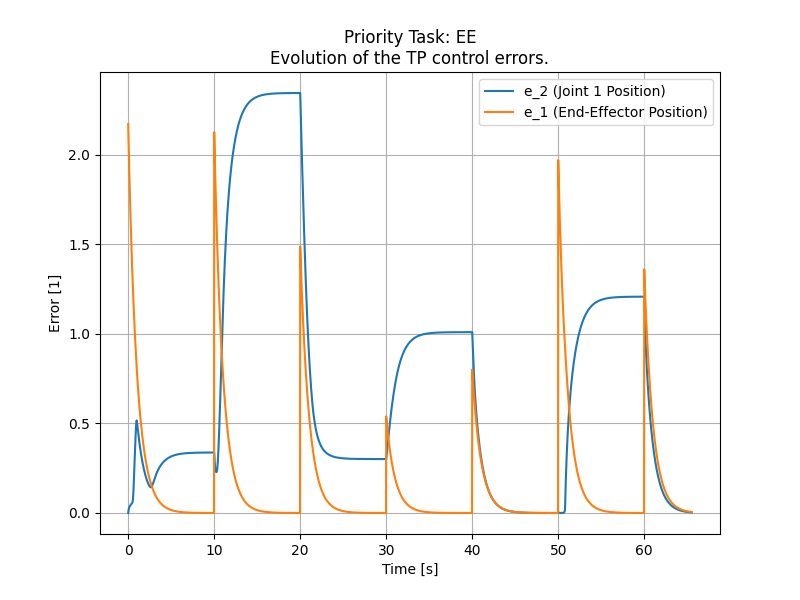 Priority Task: EE
Evolution of the TP control errors.
e_2 (Joint 1 Position)
e_1 (End-Effector Position)
Error [1]
2.0
1.5
1.0
0.5
0.0
0 10 20 30 40 50 60
Time [s]